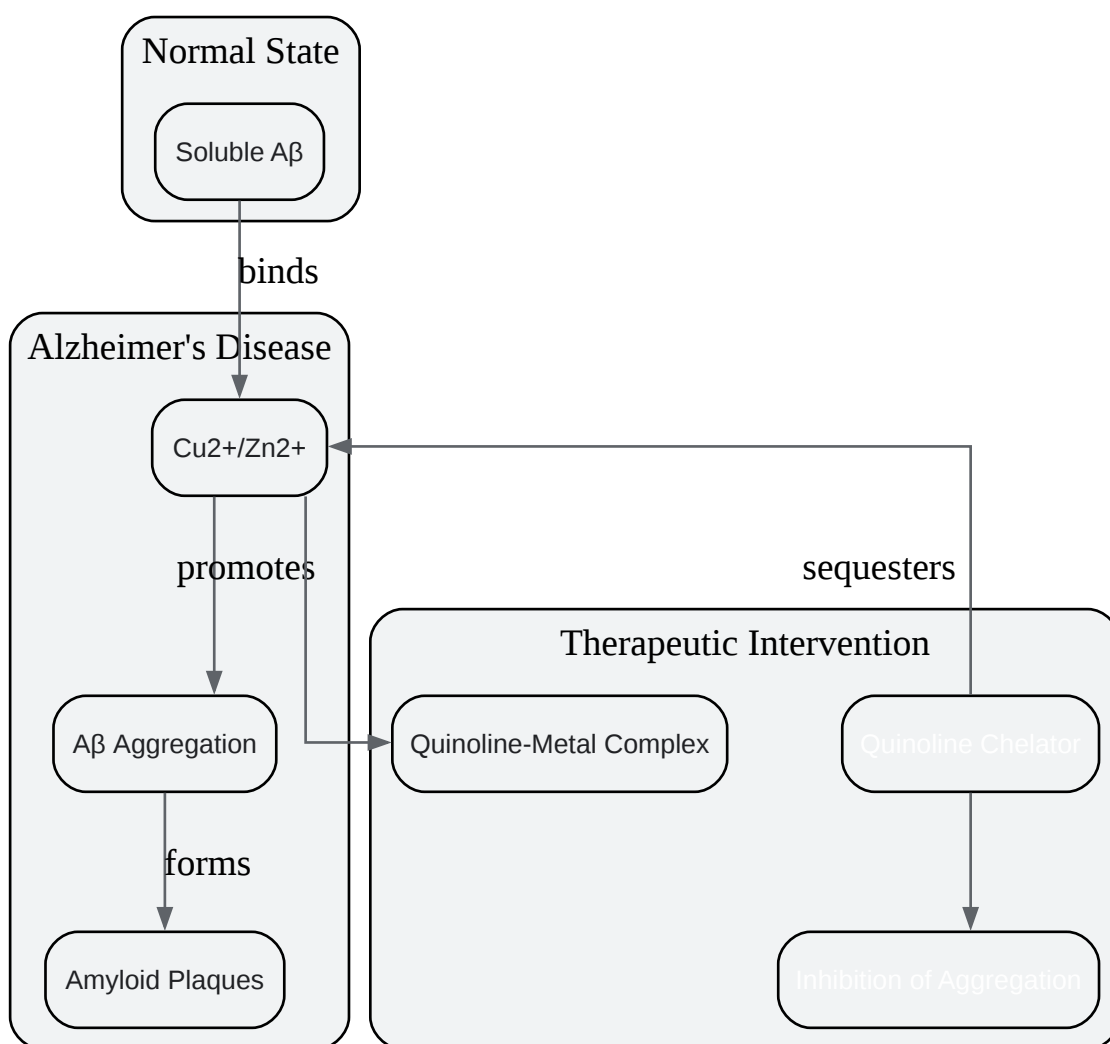 Normal State
Soluble Aβ
binds
Alzheimer's Disease
Cu2+/Zn2+
promotes
sequesters
Therapeutic Intervention
Aβ Aggregation
Quinoline-Metal Complex
Quinoline Chelator
forms
Amyloid Plaques
Inhibition of Aggregation